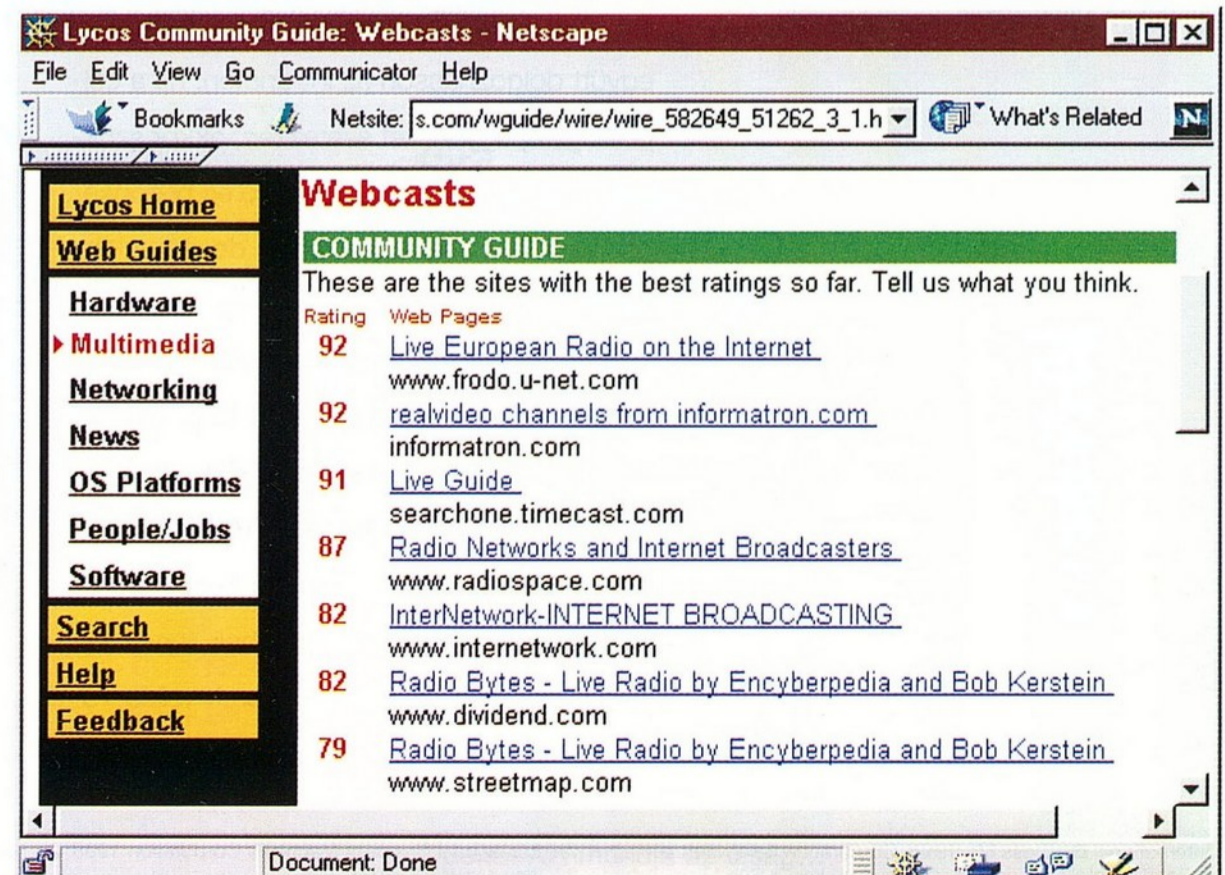 Lycos Community Guide: Webcasts - Netscape
File Edit View Go Communicator Help
Bookmarks Netsite: s.com/wguide/wire/wire_582649_51262_3_1.h What's Related N
Lycos Home
Web Guides
Hardware
Multimedia
Networking
News
OS Platforms
People/Jobs
Software
Search
Help
Feedback
Webcasts
COMMUNITY GUIDE
These are the sites with the best ratings so far. Tell us what you think.
Rating Web Pages
92 Live European Radio on the Internet
www.frodo.u-net.com
92 realvideo channels from informatron.com
informatron.com
91 Live Guide
searchone.timecast.com
87 Radio Networks and Internet Broadcasters
www.radiospace.com
82 InterNetwork-INTERNET BROADCASTING
www.internetwork.com
82 Radio Bytes - Live Radio by Encyberpedia and Bob Kerstein
www.dividend.com
79 Radio Bytes - Live Radio by Encyberpedia and Bob Kerstein
www.streetmap.com
Document: Done